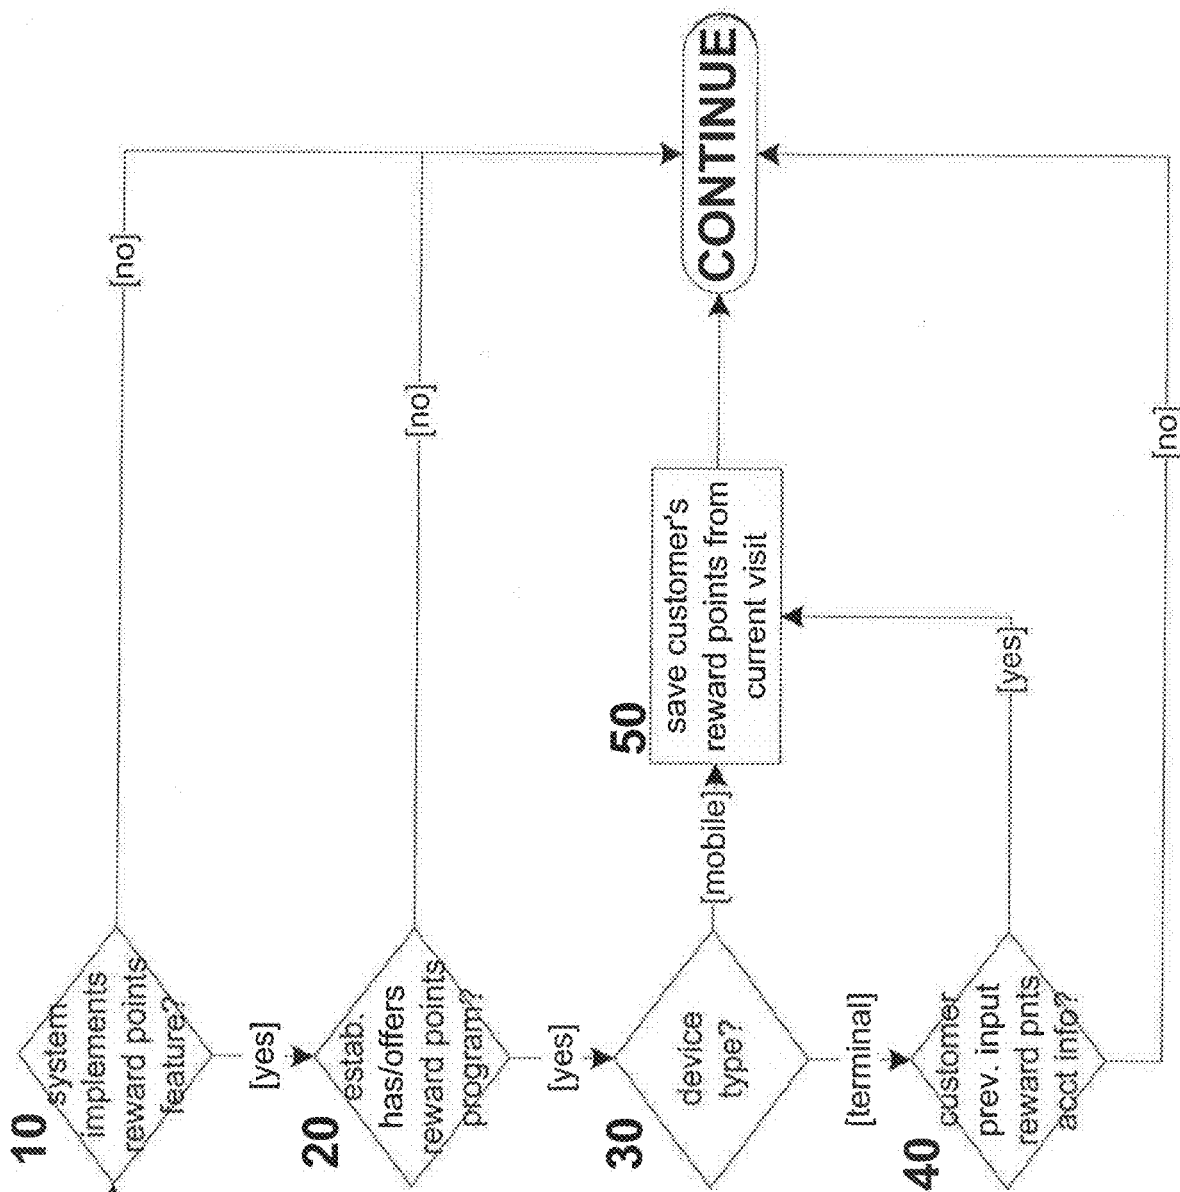 10
system
implements
reward points
feature?
[no]
[yes]
20
estab.
has/offers
reward points
program?
[no]
[yes]
30
device
type?
[mobile]
50
save customer's
reward points from
current visit
CONTINUE
[terminal]
40
customer
prev. input
reward pnts
acct info?
[yes]
[no]